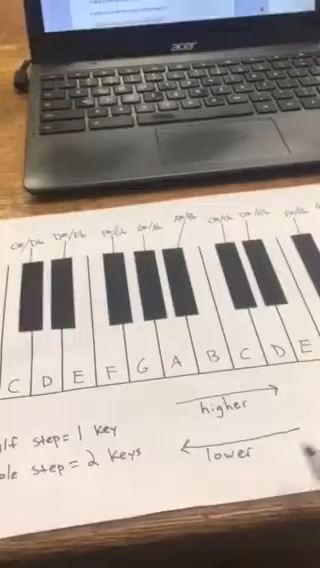 acer
C#/Db D#/Eb F#/Gb G#/Ab A#/Bb C#/Db D#/Eb F#/Gb
C D E F G A B C D E
higher
lf step = 1 key
lower
ole step = 2 keys